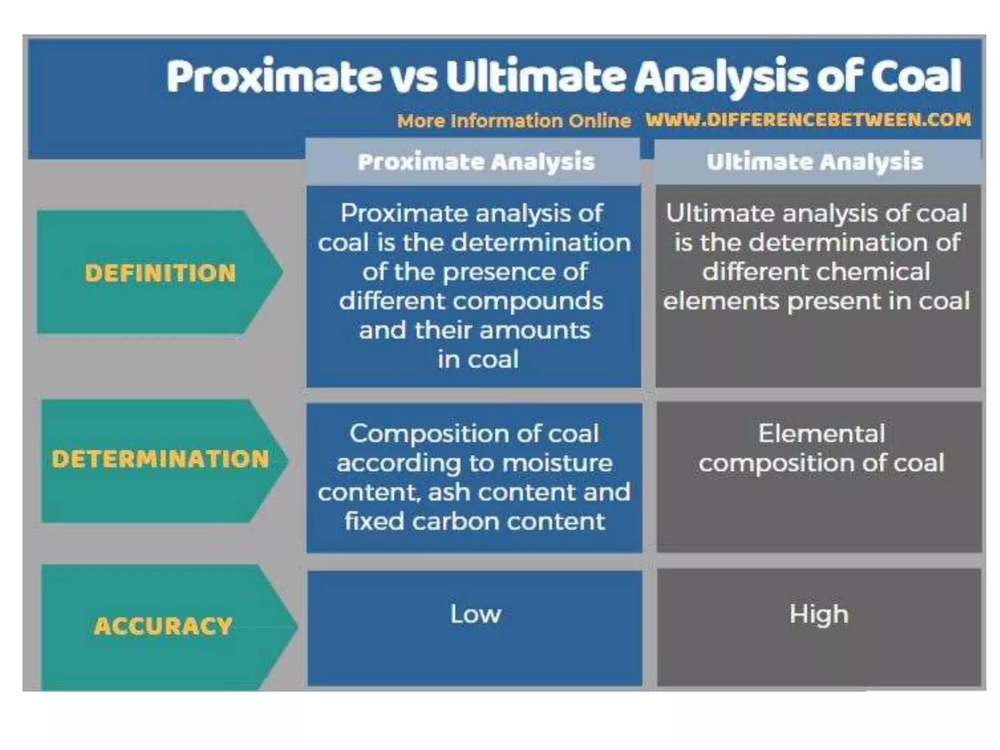 Proximate vs Ultimate Analysis of Coal
More Information Online WWW.DIFFERENCEBETWEEN.COM
Proximate Analysis
Ultimate Analysis
DEFINITION
Proximate analysis of
coal is the determination
of the presence of
different compounds
and their amounts
in coal
Ultimate analysis of coal
is the determination of
different chemical
elements present in coal
DETERMINATION
Composition of coal
according to moisture
content, ash content and
fixed carbon content
Elemental
composition of coal
ACCURACY
Low
High